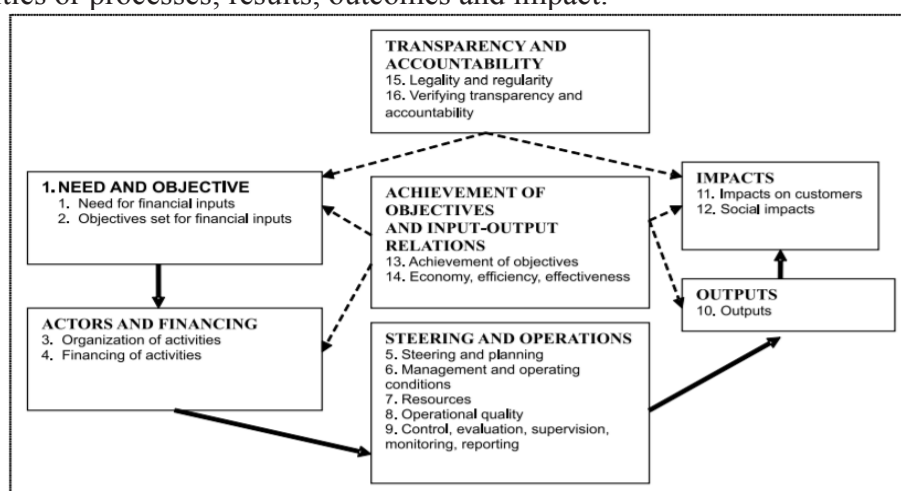 ities or processes, results, outcomes and impact.
TRANSPARENCY AND
ACCOUNTABILITY
15. Legality and regularity
16. Verifying transparency and
accountability
1. NEED AND OBJECTIVE
1. Need for financial inputs
2. Objectives set for financial inputs
ACHIEVEMENT OF
OBJECTIVES
AND INPUT-OUTPUT
RELATIONS
13. Achievement of objectives
14. Economy, efficiency, effectiveness
IMPACTS
11. Impacts on customers
12. Social impacts
OUTPUTS
10. Outputs
ACTORS AND FINANCING
3. Organization of activities
4. Financing of activities
STEERING AND OPERATIONS
5. Steering and planning
6. Management and operating
conditions
7. Resources
8. Operational quality
9. Control, evaluation, supervision,
monitoring, reporting